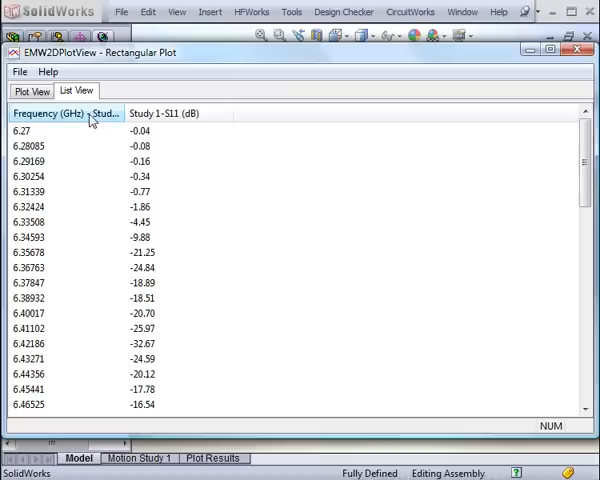 SolidWorks File Edit View Insert HFWorks Tools Design Checker CircuitWorks Window Help
EMW2DPlotView - Rectangular Plot
File Help
Plot View List View
Frequency (GHz) - Stud... Study 1-S11 (dB)
6.27 -0.04
6.28085 -0.08
6.29169 -0.16
6.30254 -0.34
6.31339 -0.77
6.32424 -1.86
6.33508 -4.45
6.34593 -9.88
6.35678 -21.25
6.36763 -24.84
6.37847 -18.89
6.38932 -18.51
6.40017 -20.70
6.41102 -25.97
6.42186 -32.67
6.43271 -24.59
6.44356 -20.12
6.45441 -17.78
6.46525 -16.54
NUM
Model Motion Study 1 Plot Results
SolidWorks Fully Defined Editing Assembly ?